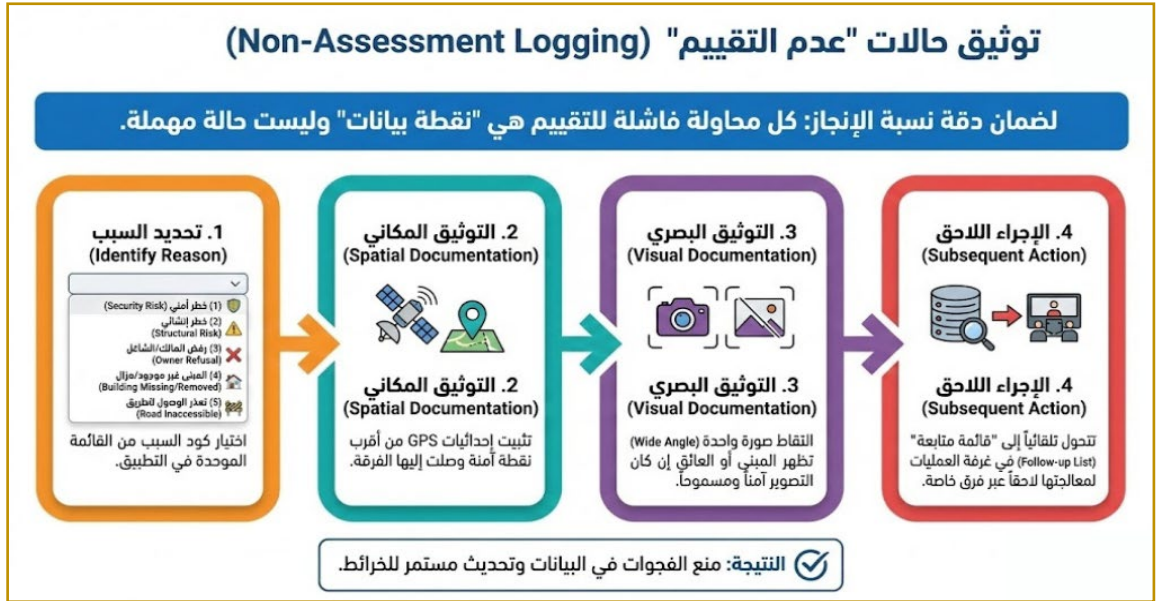 توثيق حالات "عدم التقييم" (Non-Assessment Logging)
لضمان دقة نسبة الإنجاز: كل محاولة فاشلة للتقييم هي "نقطة بيانات" وليست حالة مهملة.
1. تحديد السبب
(Identify Reason)
(1) خطر أمني (Security Risk)
(2) خطر إنشائي
(Structural Risk)
(3) رفض المالك/الشاغل
(Owner Refusal)
(4) المبنى غير موجود/مزال
(Building Missing/Removed)
(5) تعذر الوصول لطريق
(Road Inaccessible)
اختيار كود السبب من القائمة
الموحدة في التطبيق.
2. التوثيق المكاني
(Spatial Documentation)
2. التوثيق المكاني
(Spatial Documentation)
تثبيت إحداثيات GPS من أقرب
نقطة آمنة وصلت إليها الفرقة.
3. التوثيق البصري
(Visual Documentation)
3. التوثيق البصري
(Visual Documentation)
التقاط صورة واحدة (Wide Angle)
تظهر المبنى أو العائق إن كان
التصوير آمناً ومسموحاً.
4. الإجراء اللاحق
(Subsequent Action)
4. الإجراء اللاحق
(Subsequent Action)
تتحول تلقائياً إلى "قائمة متابعة"
(Follow-up List) في غرفة العمليات
لمعالجتها لاحقاً عبر فرق خاصة.
النتيجة: منع الفجوات في البيانات وتحديث مستمر للخرائط.